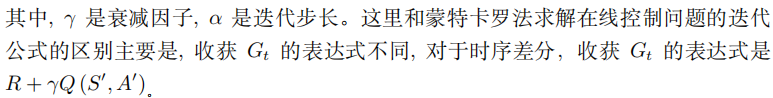 其中, γ 是衰减因子, α 是迭代步长。这里和蒙特卡罗法求解在线控制问题的迭代
公式的区别主要是, 收获 Gₜ 的表达式不同, 对于时序差分, 收获 Gₜ 的表达式是
R + γQ (S′, A′)。